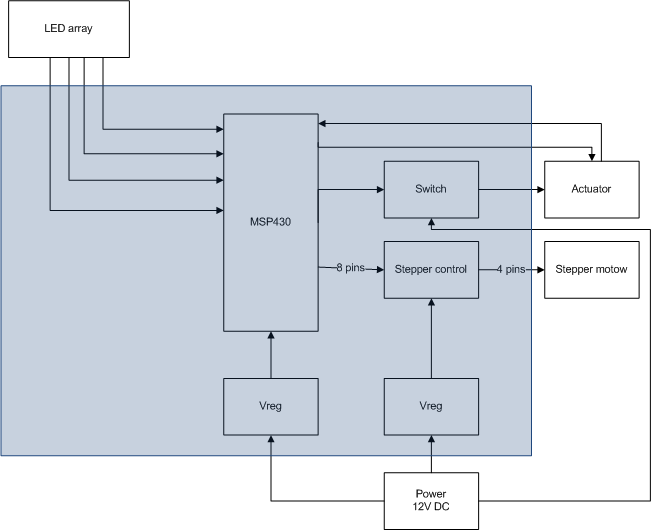 LED array
MSP430
Switch
Actuator
8 pins
Stepper control
4 pins
Stepper motow
Vreg
Vreg
Power
12V DC